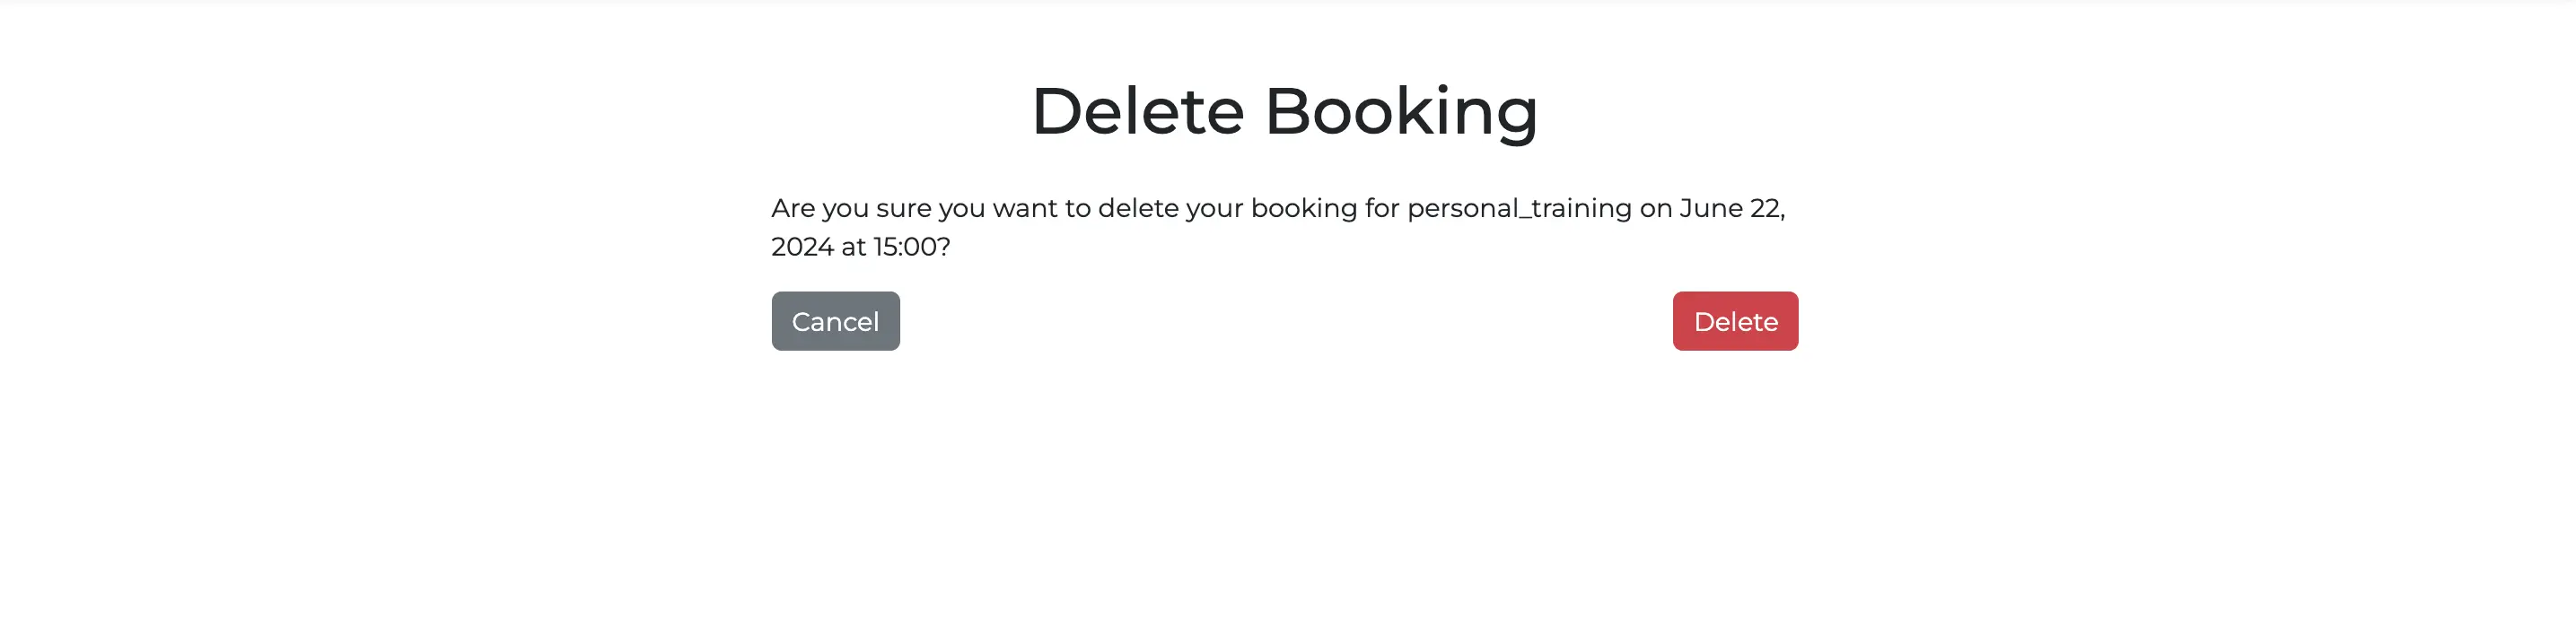 Delete Booking
Are you sure you want to delete your booking for personal_training on June 22,
2024 at 15:00?
Cancel
Delete